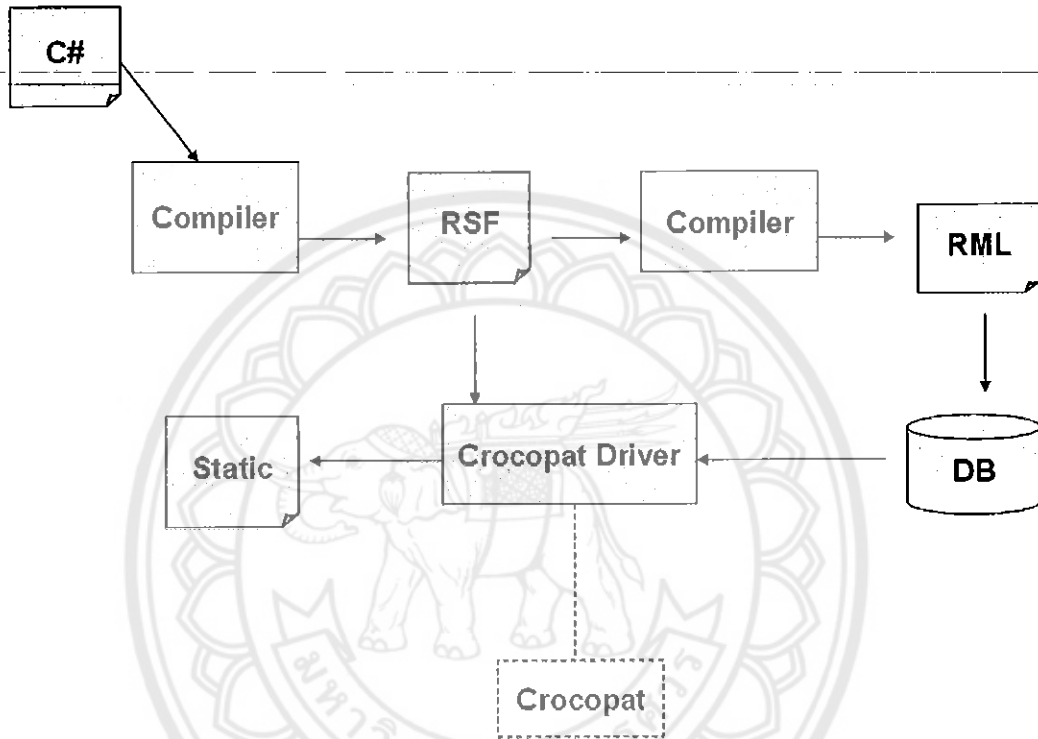 C#
Compiler
RSF
Compiler
RML
Static
Crocopat Driver
DB
Crocopat